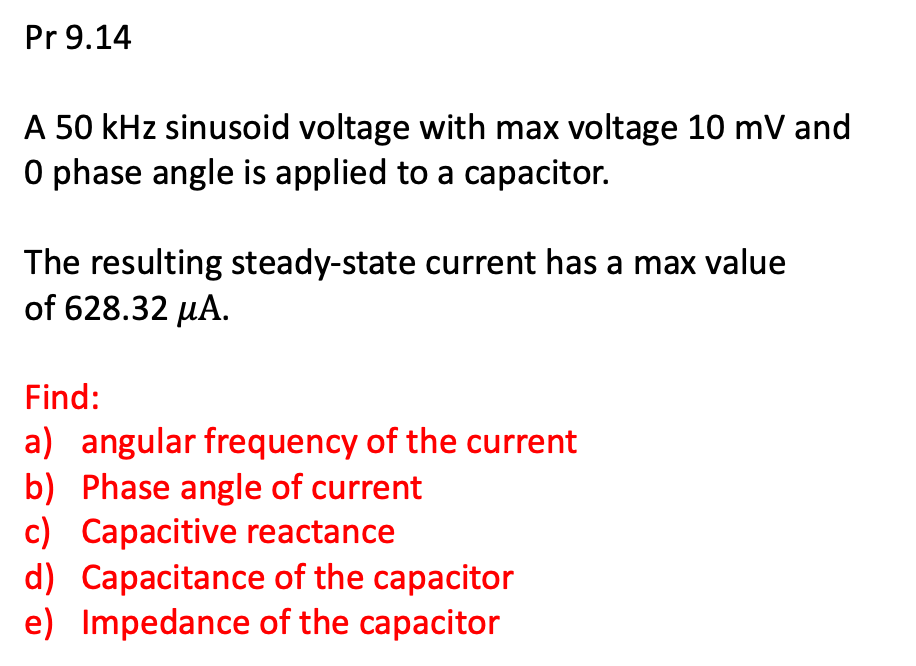 Pr 9.14
A 50 kHz sinusoid voltage with max voltage 10 mV and
0 phase angle is applied to a capacitor.
The resulting steady-state current has a max value
of 628.32 𝜇A.
Find:
a) angular frequency of the current
b) Phase angle of current
c) Capacitive reactance
d) Capacitance of the capacitor
e) Impedance of the capacitor